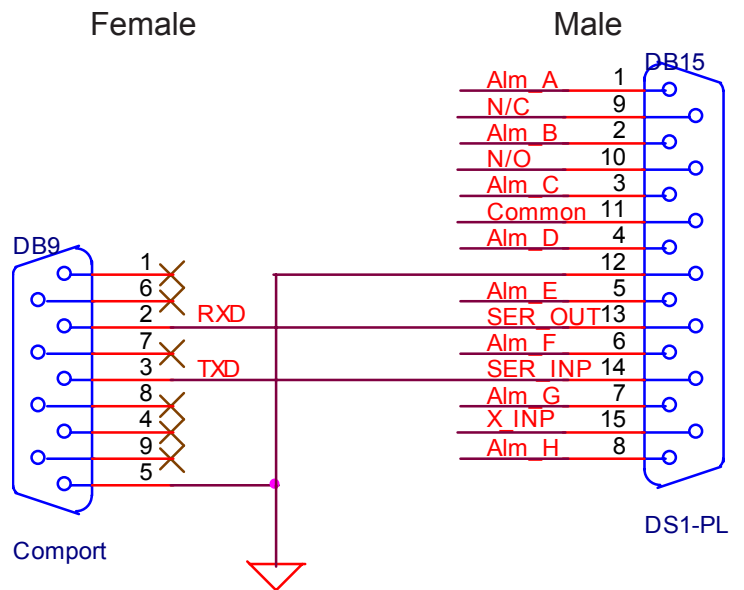 Female
Male
DB15
Alm_A 1
N/C 9
Alm_B 2
N/O 10
Alm_C 3
Common 11
Alm_D 4
12
Alm_E 5
SER_OUT 13
Alm_F 6
SER_INP 14
Alm_G 7
X_INP 15
Alm_H 8
DS1-PL
DB9
1
6
2 RXD
7
3 TXD
8
4
9
5
Comport